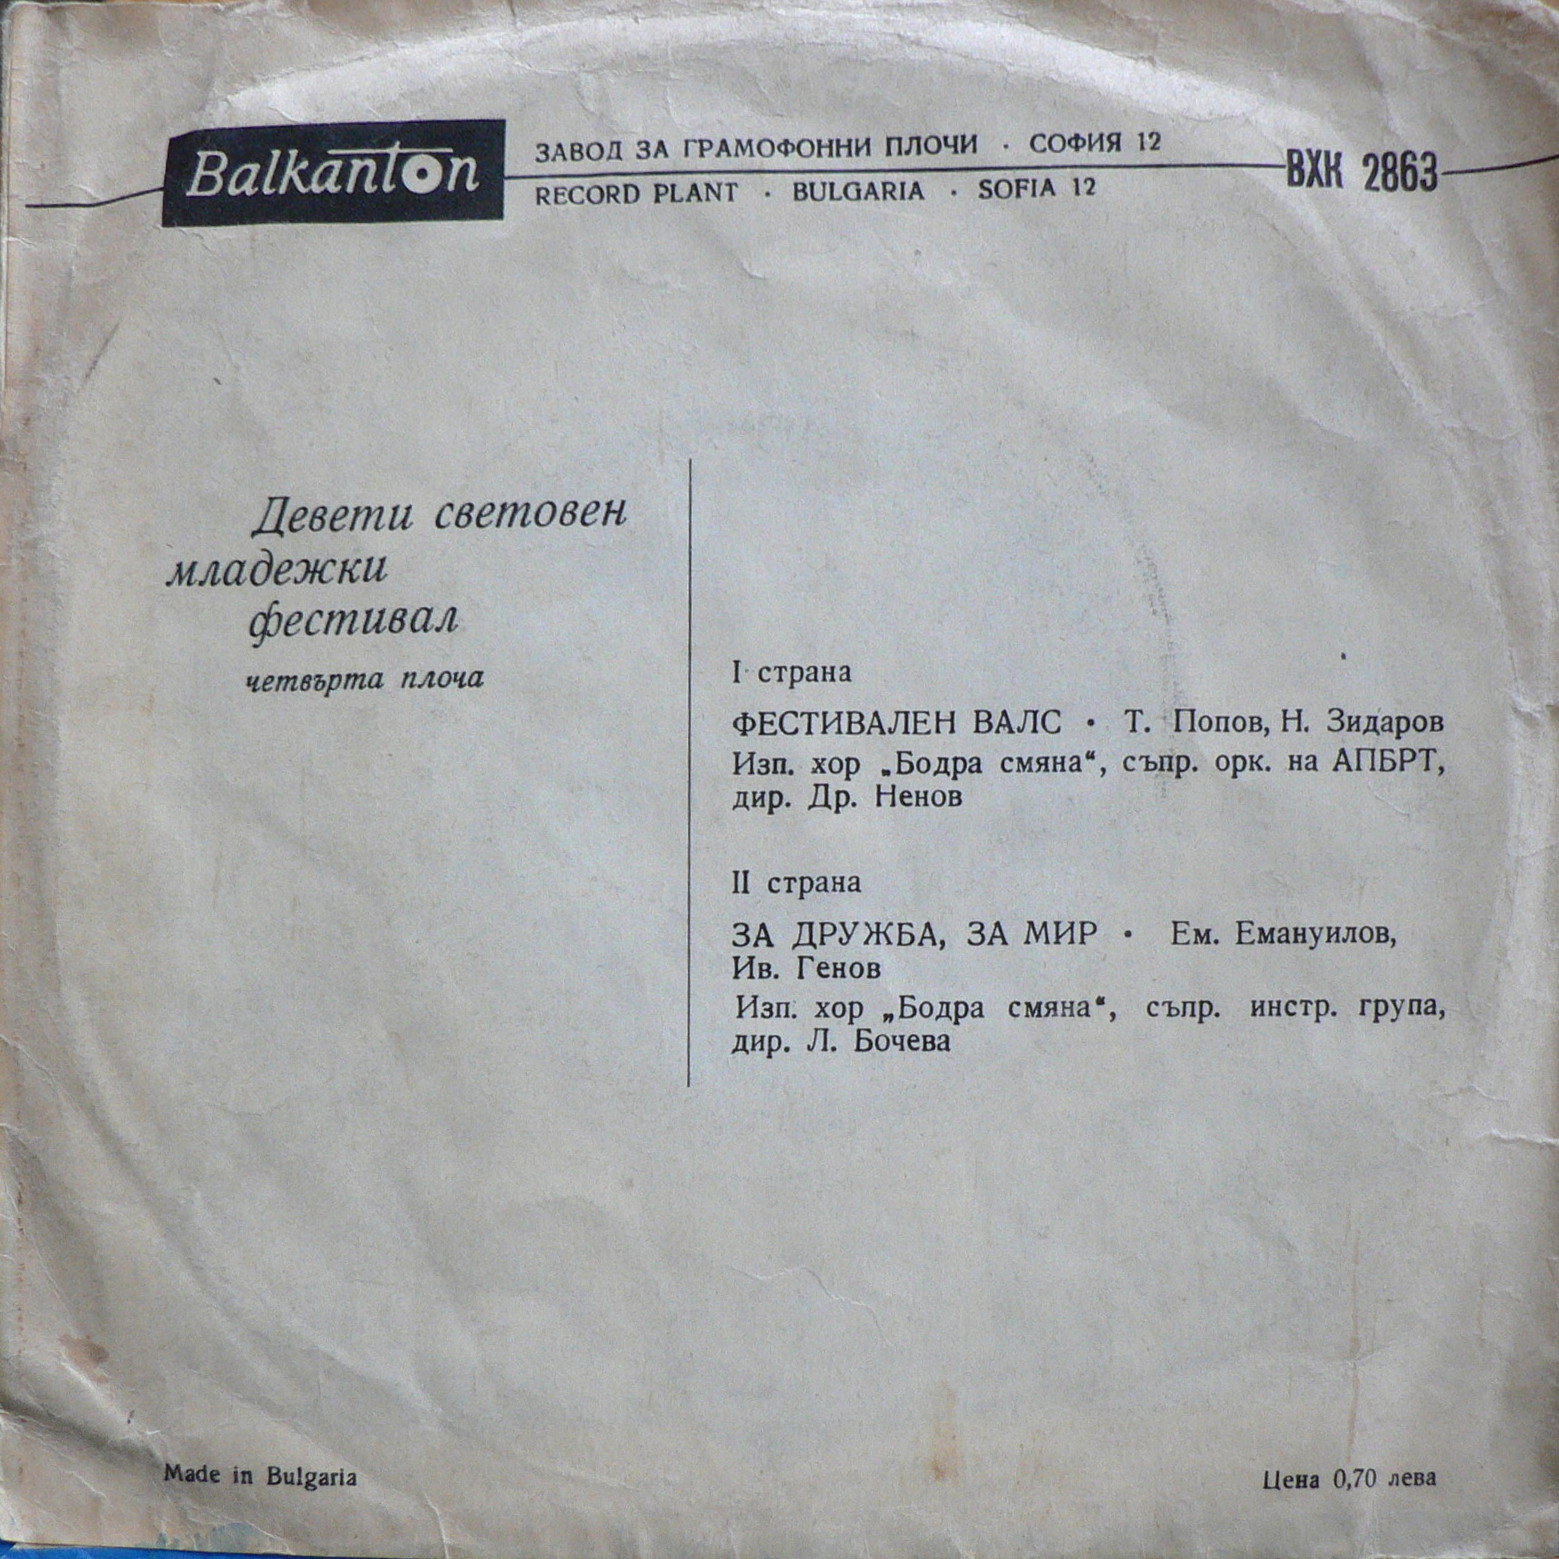 Balkanton
ЗАВОД ЗА ГРАМОФОННИ ПЛОЧИ · СОФИЯ 12
RECORD PLANT · BULGARIA · SOFIA 12
ВХК 2863
Девети световен
младежки
фестивал
четвърта плоча
I страна
ФЕСТИВАЛЕН ВАЛС • Т. Попов, Н. Зидаров
Изп. хор „Бодра смяна“, съпр. орк. на АПБРТ,
дир. Др. Ненов
II страна
ЗА ДРУЖБА, ЗА МИР • Ем. Емануилов,
Ив. Генов
Изп. хор „Бодра смяна“, съпр. инстр. група,
дир. Л. Бочева
Made in Bulgaria
Цена 0,70 лева